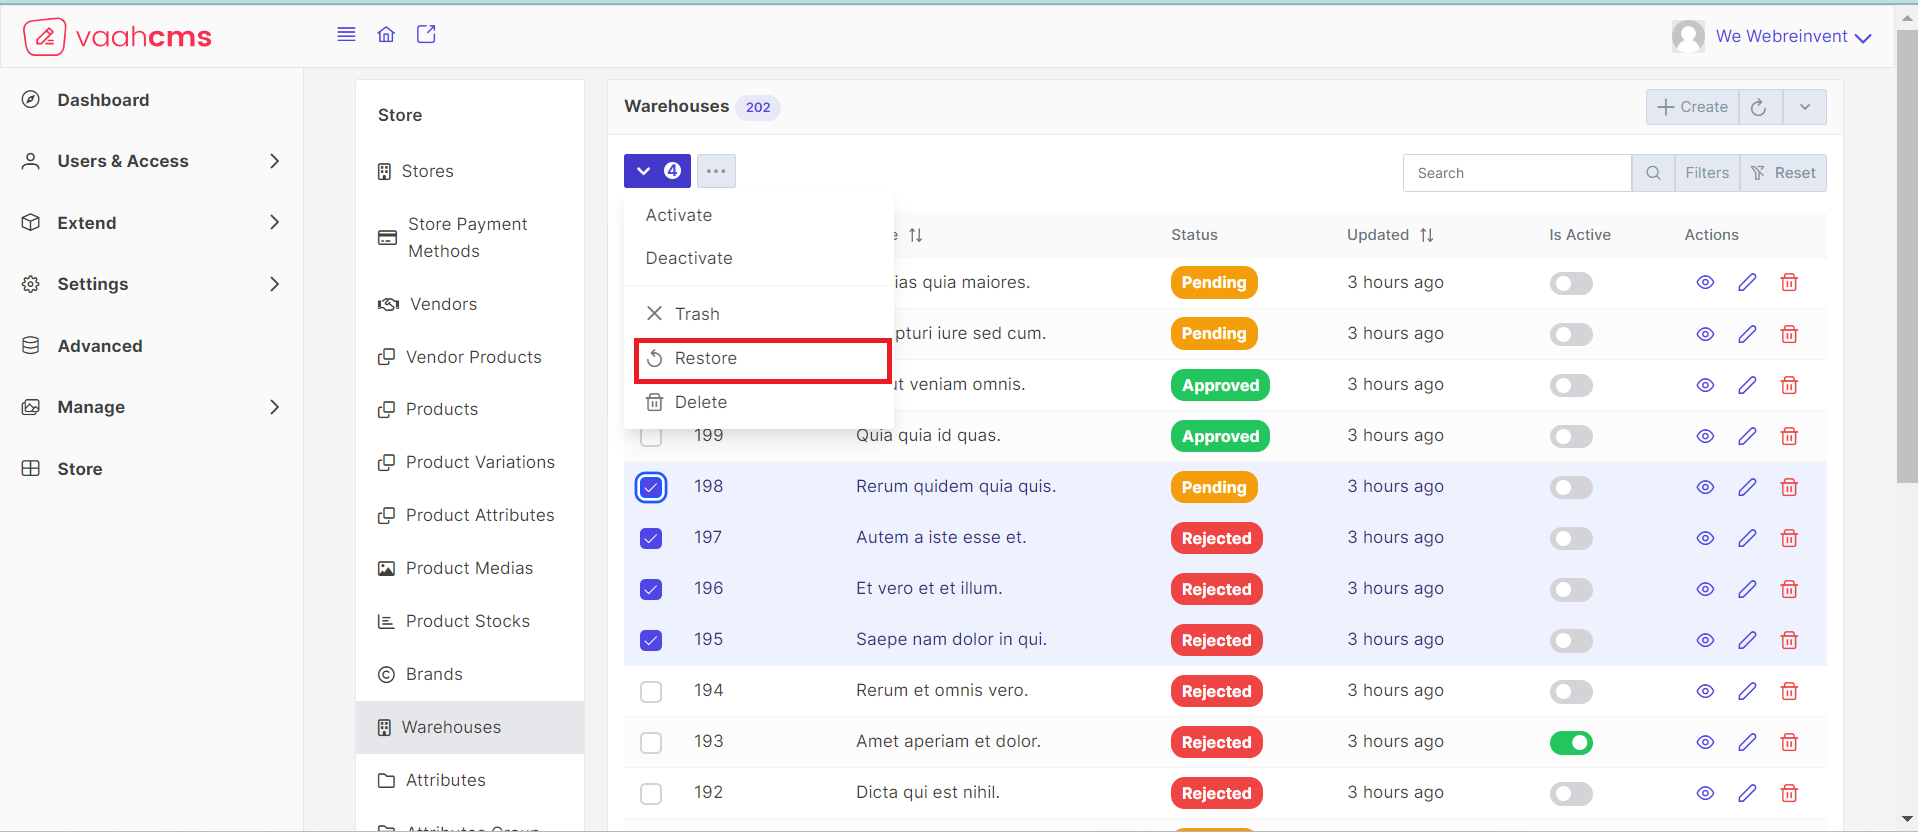 vaahcms
We Webreinvent
Dashboard
Users & Access
Extend
Settings
Advanced
Manage
Store
Store
Stores
Store Payment
Methods
Vendors
Vendor Products
Products
Product Variations
Product Attributes
Product Medias
Product Stocks
Brands
Warehouses
Attributes
Warehouses 202
Create
4
Search
Filters
Reset
Activate
Deactivate
Trash
Restore
Delete
Status Updated Is Active Actions
quia maiores. Pending 3 hours ago
iure sed cum. Pending 3 hours ago
veniam omnis. Approved 3 hours ago
199 Quia quia id quas. Approved 3 hours ago
198 Rerum quidem quia quis. Pending 3 hours ago
197 Autem a iste esse et. Rejected 3 hours ago
196 Et vero et et illum. Rejected 3 hours ago
195 Saepe nam dolor in qui. Rejected 3 hours ago
194 Rerum et omnis vero. Rejected 3 hours ago
193 Amet aperiam et dolor. Rejected 3 hours ago
192 Dicta qui est nihil. Rejected 3 hours ago